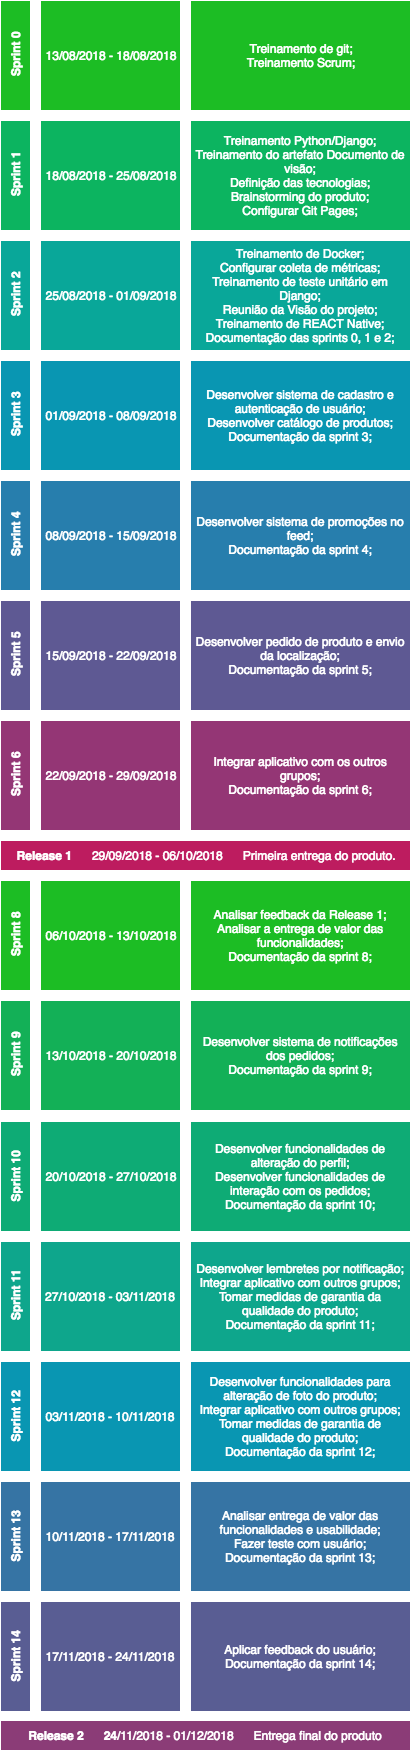 Sprint 0
13/08/2018 - 18/08/2018
Treinamento de git;
Treinamento Scrum;
Sprint 1
18/08/2018 - 25/08/2018
Treinamento Python/Django;
Treinamento do artefato Documento de
visão;
Definição das tecnologias;
Brainstorming do produto;
Configurar Git Pages;
Sprint 2
25/08/2018 - 01/09/2018
Treinamento de Docker;
Configurar coleta de métricas;
Treinamento de teste unitário em
Django;
Reunião da Visão do projeto;
Treinamento de REACT Native;
Documentação das sprints 0, 1 e 2;
Sprint 3
01/09/2018 - 08/09/2018
Desenvolver sistema de cadastro e
autenticação de usuário;
Desenvolver catálogo de produtos;
Documentação da sprint 3;
Sprint 4
08/09/2018 - 15/09/2018
Desenvolver sistema de promoções no
feed;
Documentação da sprint 4;
Sprint 5
15/09/2018 - 22/09/2018
Desenvolver pedido de produto e envio
da localização;
Documentação da sprint 5;
Sprint 6
22/09/2018 - 29/09/2018
Integrar aplicativo com os outros
grupos;
Documentação da sprint 6;
Release 1 29/09/2018 - 06/10/2018 Primeira entrega do produto.
Sprint 8
06/10/2018 - 13/10/2018
Analisar feedback da Release 1;
Analisar a entrega de valor das
funcionalidades;
Documentação da sprint 8;
Sprint 9
13/10/2018 - 20/10/2018
Desenvolver sistema de notificações
dos pedidos;
Documentação da sprint 9;
Sprint 10
20/10/2018 - 27/10/2018
Desenvolver funcionalidades de
alteração do perfil;
Desenvolver funcionalidades de
interação com os pedidos;
Documentação da sprint 10;
Sprint 11
27/10/2018 - 03/11/2018
Desenvolver lembretes por notificação;
Integrar aplicativo com outros grupos;
Tomar medidas de garantia da
qualidade do produto;
Documentação da sprint 11;
Sprint 12
03/11/2018 - 10/11/2018
Desenvolver funcionalidades para
alteração de foto do produto;
Integrar aplicativo com outros grupos;
Tomar medidas de garantia de
qualidade do produto;
Documentação da sprint 12;
Sprint 13
10/11/2018 - 17/11/2018
Analisar entrega de valor das
funcionalidades e usabilidade;
Fazer teste com usuário;
Documentação da sprint 13;
Sprint 14
17/11/2018 - 24/11/2018
Aplicar feedback do usuário;
Documentação da sprint 14;
Release 2 24/11/2018 - 01/12/2018 Entrega final do produto